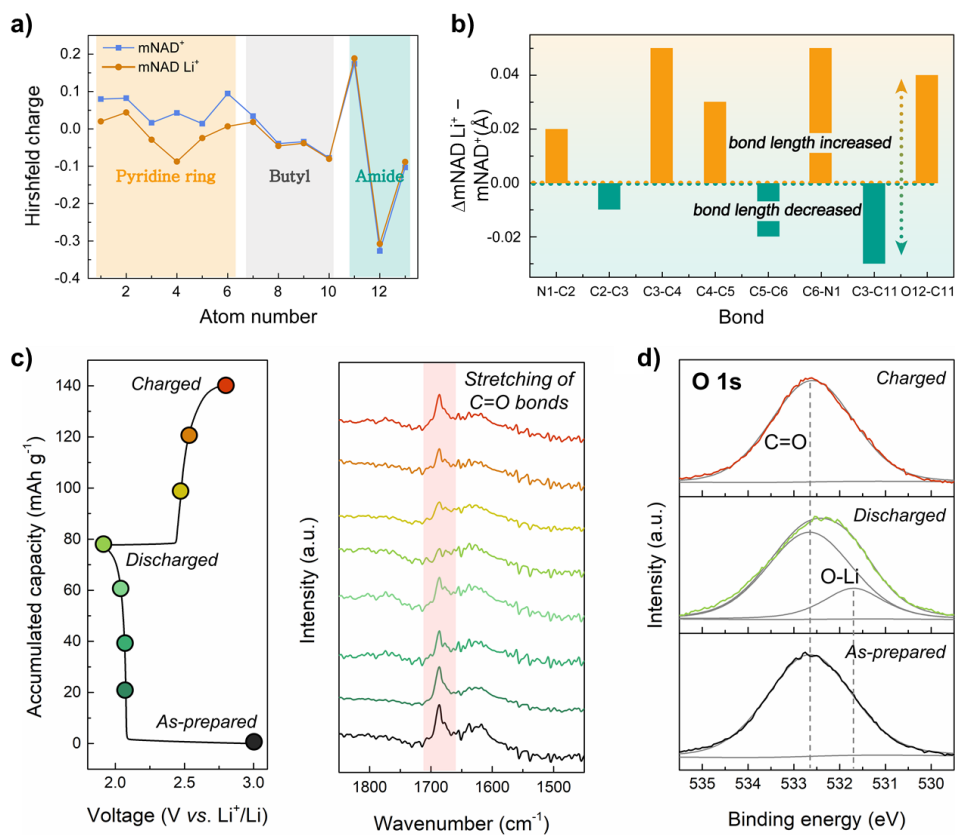 a)
mNAD⁺
mNAD Li⁺
Hirshfeld charge
0.2
0.1
0.0
-0.1
-0.2
-0.3
-0.4
Pyridine ring
Butyl
Amide
2 4 6 8 10 12
Atom number
b)
ΔmNAD Li⁺ –
mNAD⁺(Å)
0.04
0.02
0.00
-0.02
bond length increased
bond length decreased
N1-C2 C2-C3 C3-C4 C4-C5 C5-C6 C6-N1 C3-C11 O12-C11
Bond
c)
Accumulated capacity (mAh g⁻¹)
140
120
100
80
60
40
20
0
Charged
Discharged
As-prepared
2.0 2.5 3.0
Voltage (V vs. Li⁺/Li)
Stretching of
C=O bonds
Intensity (a.u.)
1800 1700 1600 1500
Wavenumber (cm⁻¹)
d)
O 1s
Charged
C=O
Discharged
O-Li
As-prepared
Intensity (a.u.)
535 534 533 532 531 530
Binding energy (eV)